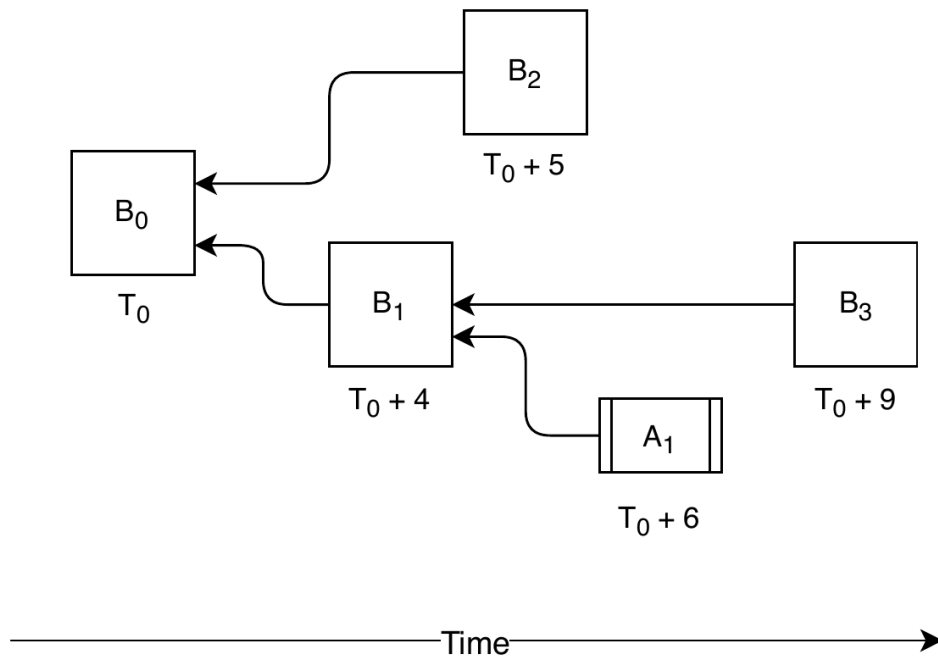 B₂
T₀ + 5
B₀
T₀
B₁
T₀ + 4
B₃
T₀ + 9
A₁
T₀ + 6
Time